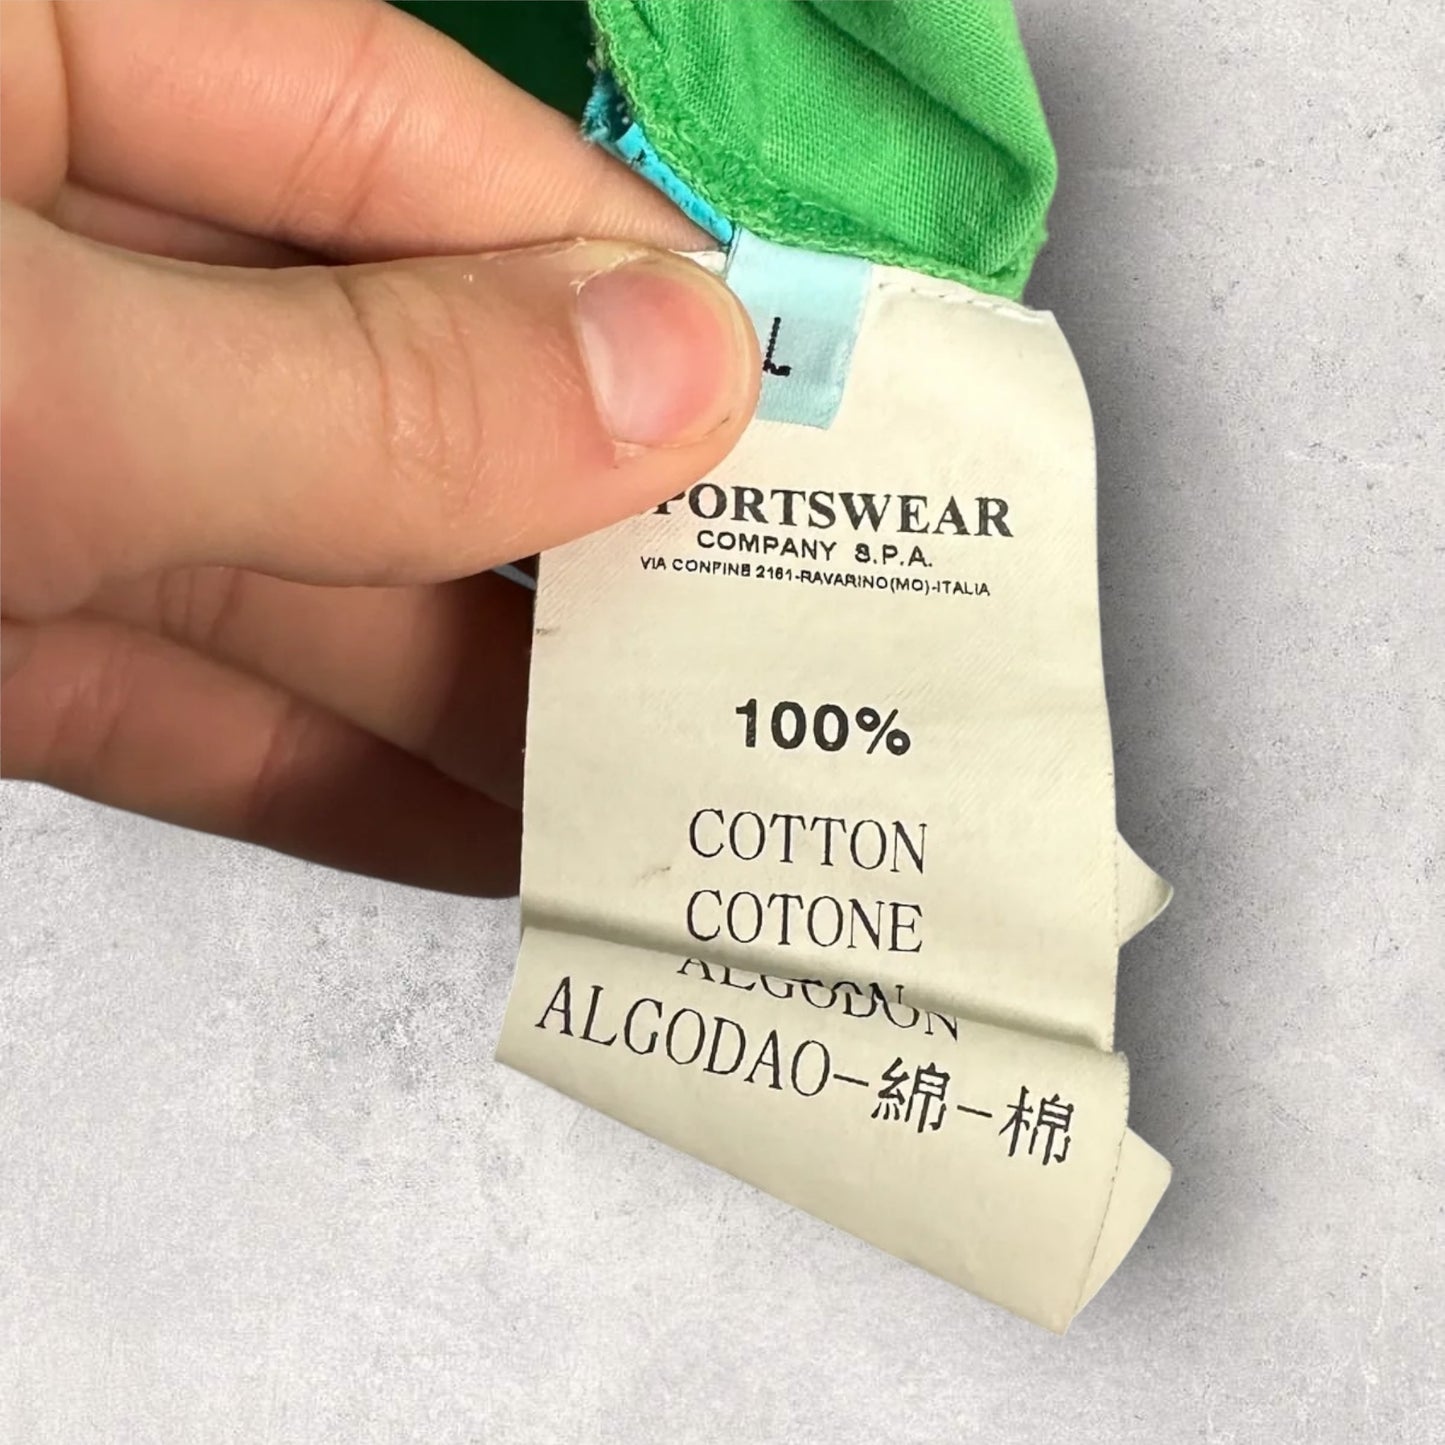 L
SPORTSWEAR
COMPANY S.P.A.
VIA CONFINE 2161-RAVARINO(MO)-ITALIA
100%
COTTON
COTONE
ALGODON
ALGODAO-綿-棉